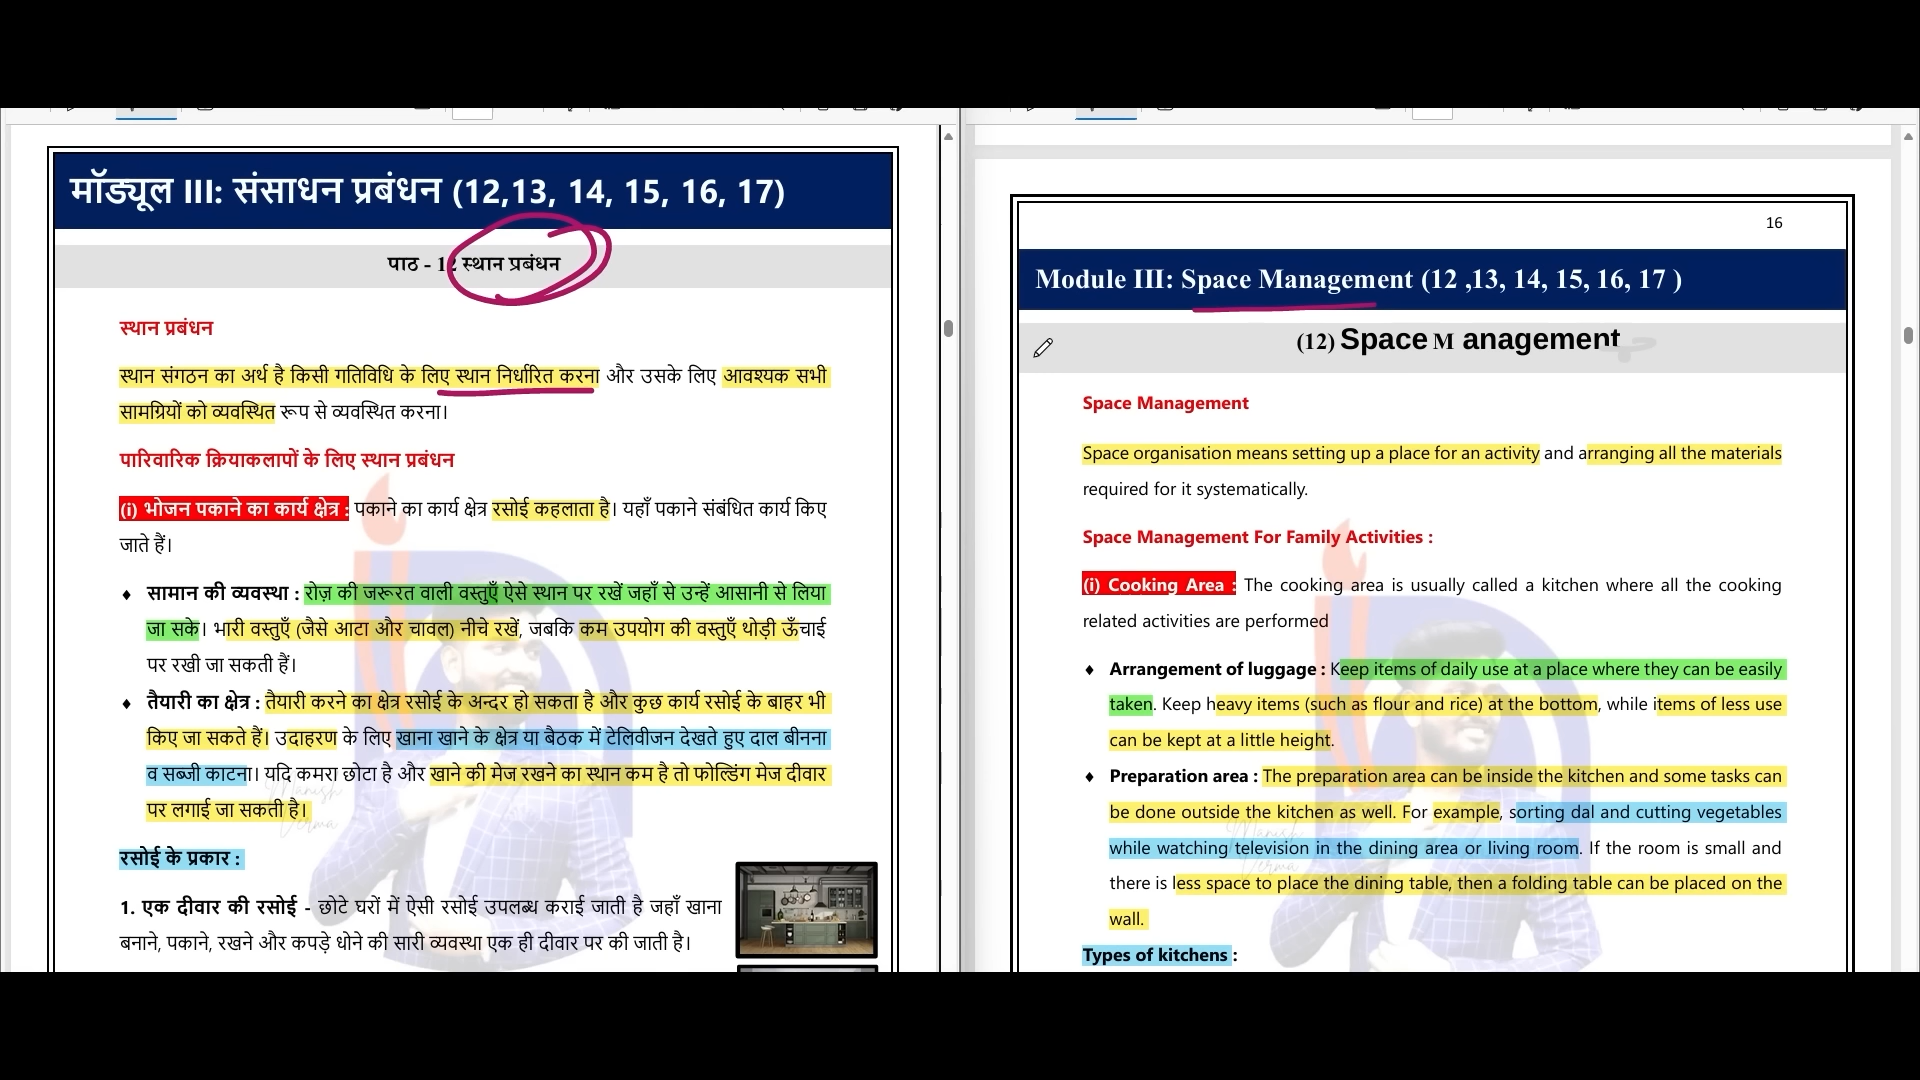 मॉड्यूल III: संसाधन प्रबंधन (12,13, 14, 15, 16, 17)
पाठ - 12 स्थान प्रबंधन
स्थान प्रबंधन
स्थान संगठन का अर्थ है किसी गतिविधि के लिए स्थान निर्धारित करना और उसके लिए आवश्यक सभी
सामग्रियों को व्यवस्थित रूप से व्यवस्थित करना।
पारिवारिक क्रियाकलापों के लिए स्थान प्रबंधन
(i) भोजन पकाने का कार्य क्षेत्र : पकाने का कार्य क्षेत्र रसोई कहलाता है। यहाँ पकाने संबंधित कार्य किए
जाते हैं।
♦ सामान की व्यवस्था : रोज़ की जरूरत वाली वस्तुएँ ऐसे स्थान पर रखें जहाँ से उन्हें आसानी से लिया
जा सके। भारी वस्तुएँ (जैसे आटा और चावल) नीचे रखें, जबकि कम उपयोग की वस्तुएँ थोड़ी ऊँचाई
पर रखी जा सकती हैं।
♦ तैयारी का क्षेत्र : तैयारी करने का क्षेत्र रसोई के अन्दर हो सकता है और कुछ कार्य रसोई के बाहर भी
किए जा सकते हैं। उदाहरण के लिए खाना खाने के क्षेत्र या बैठक में टेलिवीजन देखते हुए दाल बीनना
व सब्जी काटना। यदि कमरा छोटा है और खाने की मेज रखने का स्थान कम है तो फोल्डिंग मेज दीवार
पर लगाई जा सकती है।
Manish
Verma
रसोई के प्रकार :
1. एक दीवार की रसोई - छोटे घरों में ऐसी रसोई उपलब्ध कराई जाती है जहाँ खाना
बनाने, पकाने, रखने और कपड़े धोने की सारी व्यवस्था एक ही दीवार पर की जाती है।
16
Module III: Space Management (12 ,13, 14, 15, 16, 17 )
(12) Space M anagement
Space Management
Space organisation means setting up a place for an activity and arranging all the materials
required for it systematically.
Space Management For Family Activities :
(i) Cooking Area : The cooking area is usually called a kitchen where all the cooking
related activities are performed
♦ Arrangement of luggage : Keep items of daily use at a place where they can be easily
taken. Keep heavy items (such as flour and rice) at the bottom, while items of less use
can be kept at a little height.
♦ Preparation area : The preparation area can be inside the kitchen and some tasks can
be done outside the kitchen as well. For example, sorting dal and cutting vegetables
while watching television in the dining area or living room. If the room is small and
there is less space to place the dining table, then a folding table can be placed on the
wall.
Manish
Verma
Types of kitchens :